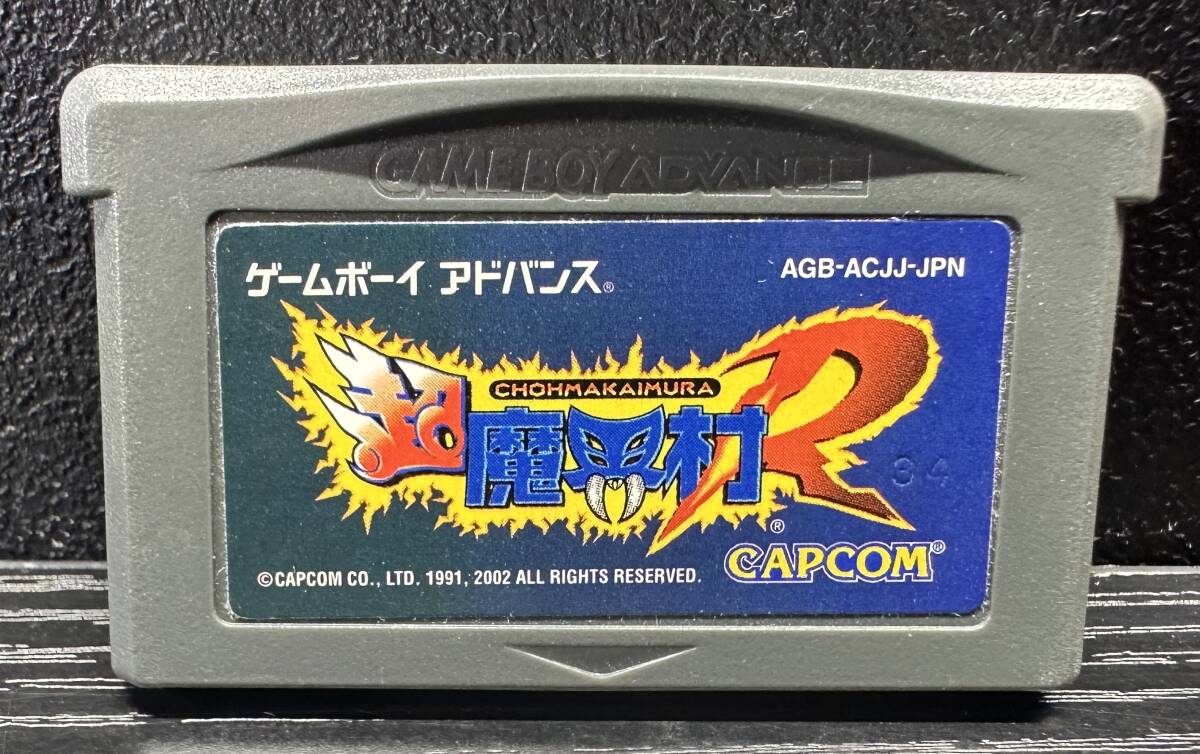 GAME BOY ADVANCE
ゲームボーイ アドバンス®
AGB-ACJJ-JPN
CHOHMAKAIMURA
超魔界村R
®
34
CAPCOM®
©CAPCOM CO., LTD. 1991, 2002 ALL RIGHTS RESERVED.